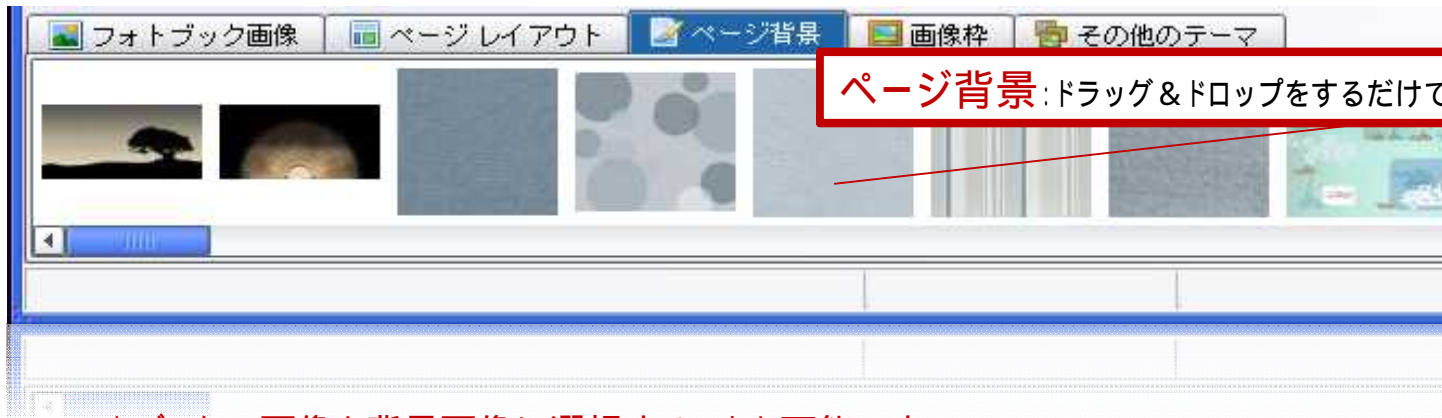 フォトブック画像 ページ レイアウト ページ背景 画像枠 その他のテーマ
ページ背景:ドラッグ&ドロップをするだけで